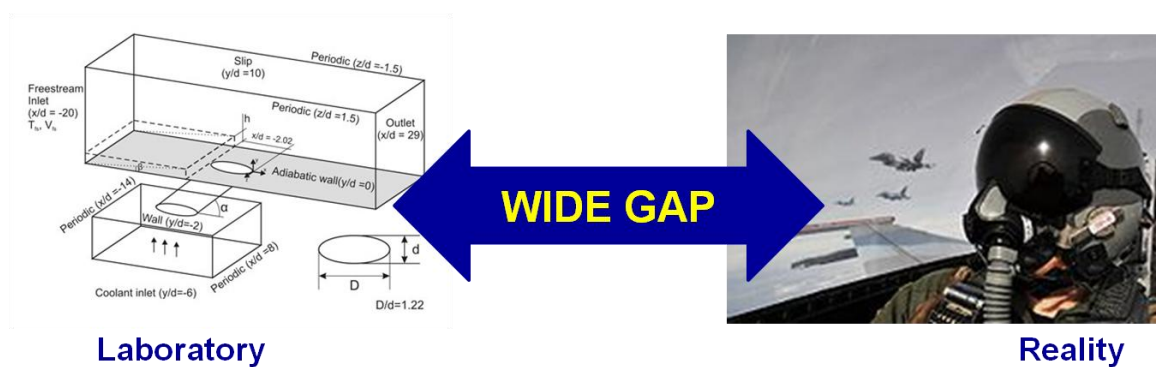 Periodic (z/d =-1.5)
Slip
(y/d =10)
Freestream
Inlet
(x/d = -20)
Periodic (z/d =1.5)
Outlet
(x/d = 29)
h
x/d = -2.02
Adiabatic wall(y/d =0)
Periodic (x/d =-14)
α
Wall (y/d=-2)
Periodic (x/d =8)
Coolant inlet (y/d=-6)
d
D
D/d=1.22
WIDE GAP
Laboratory
Reality